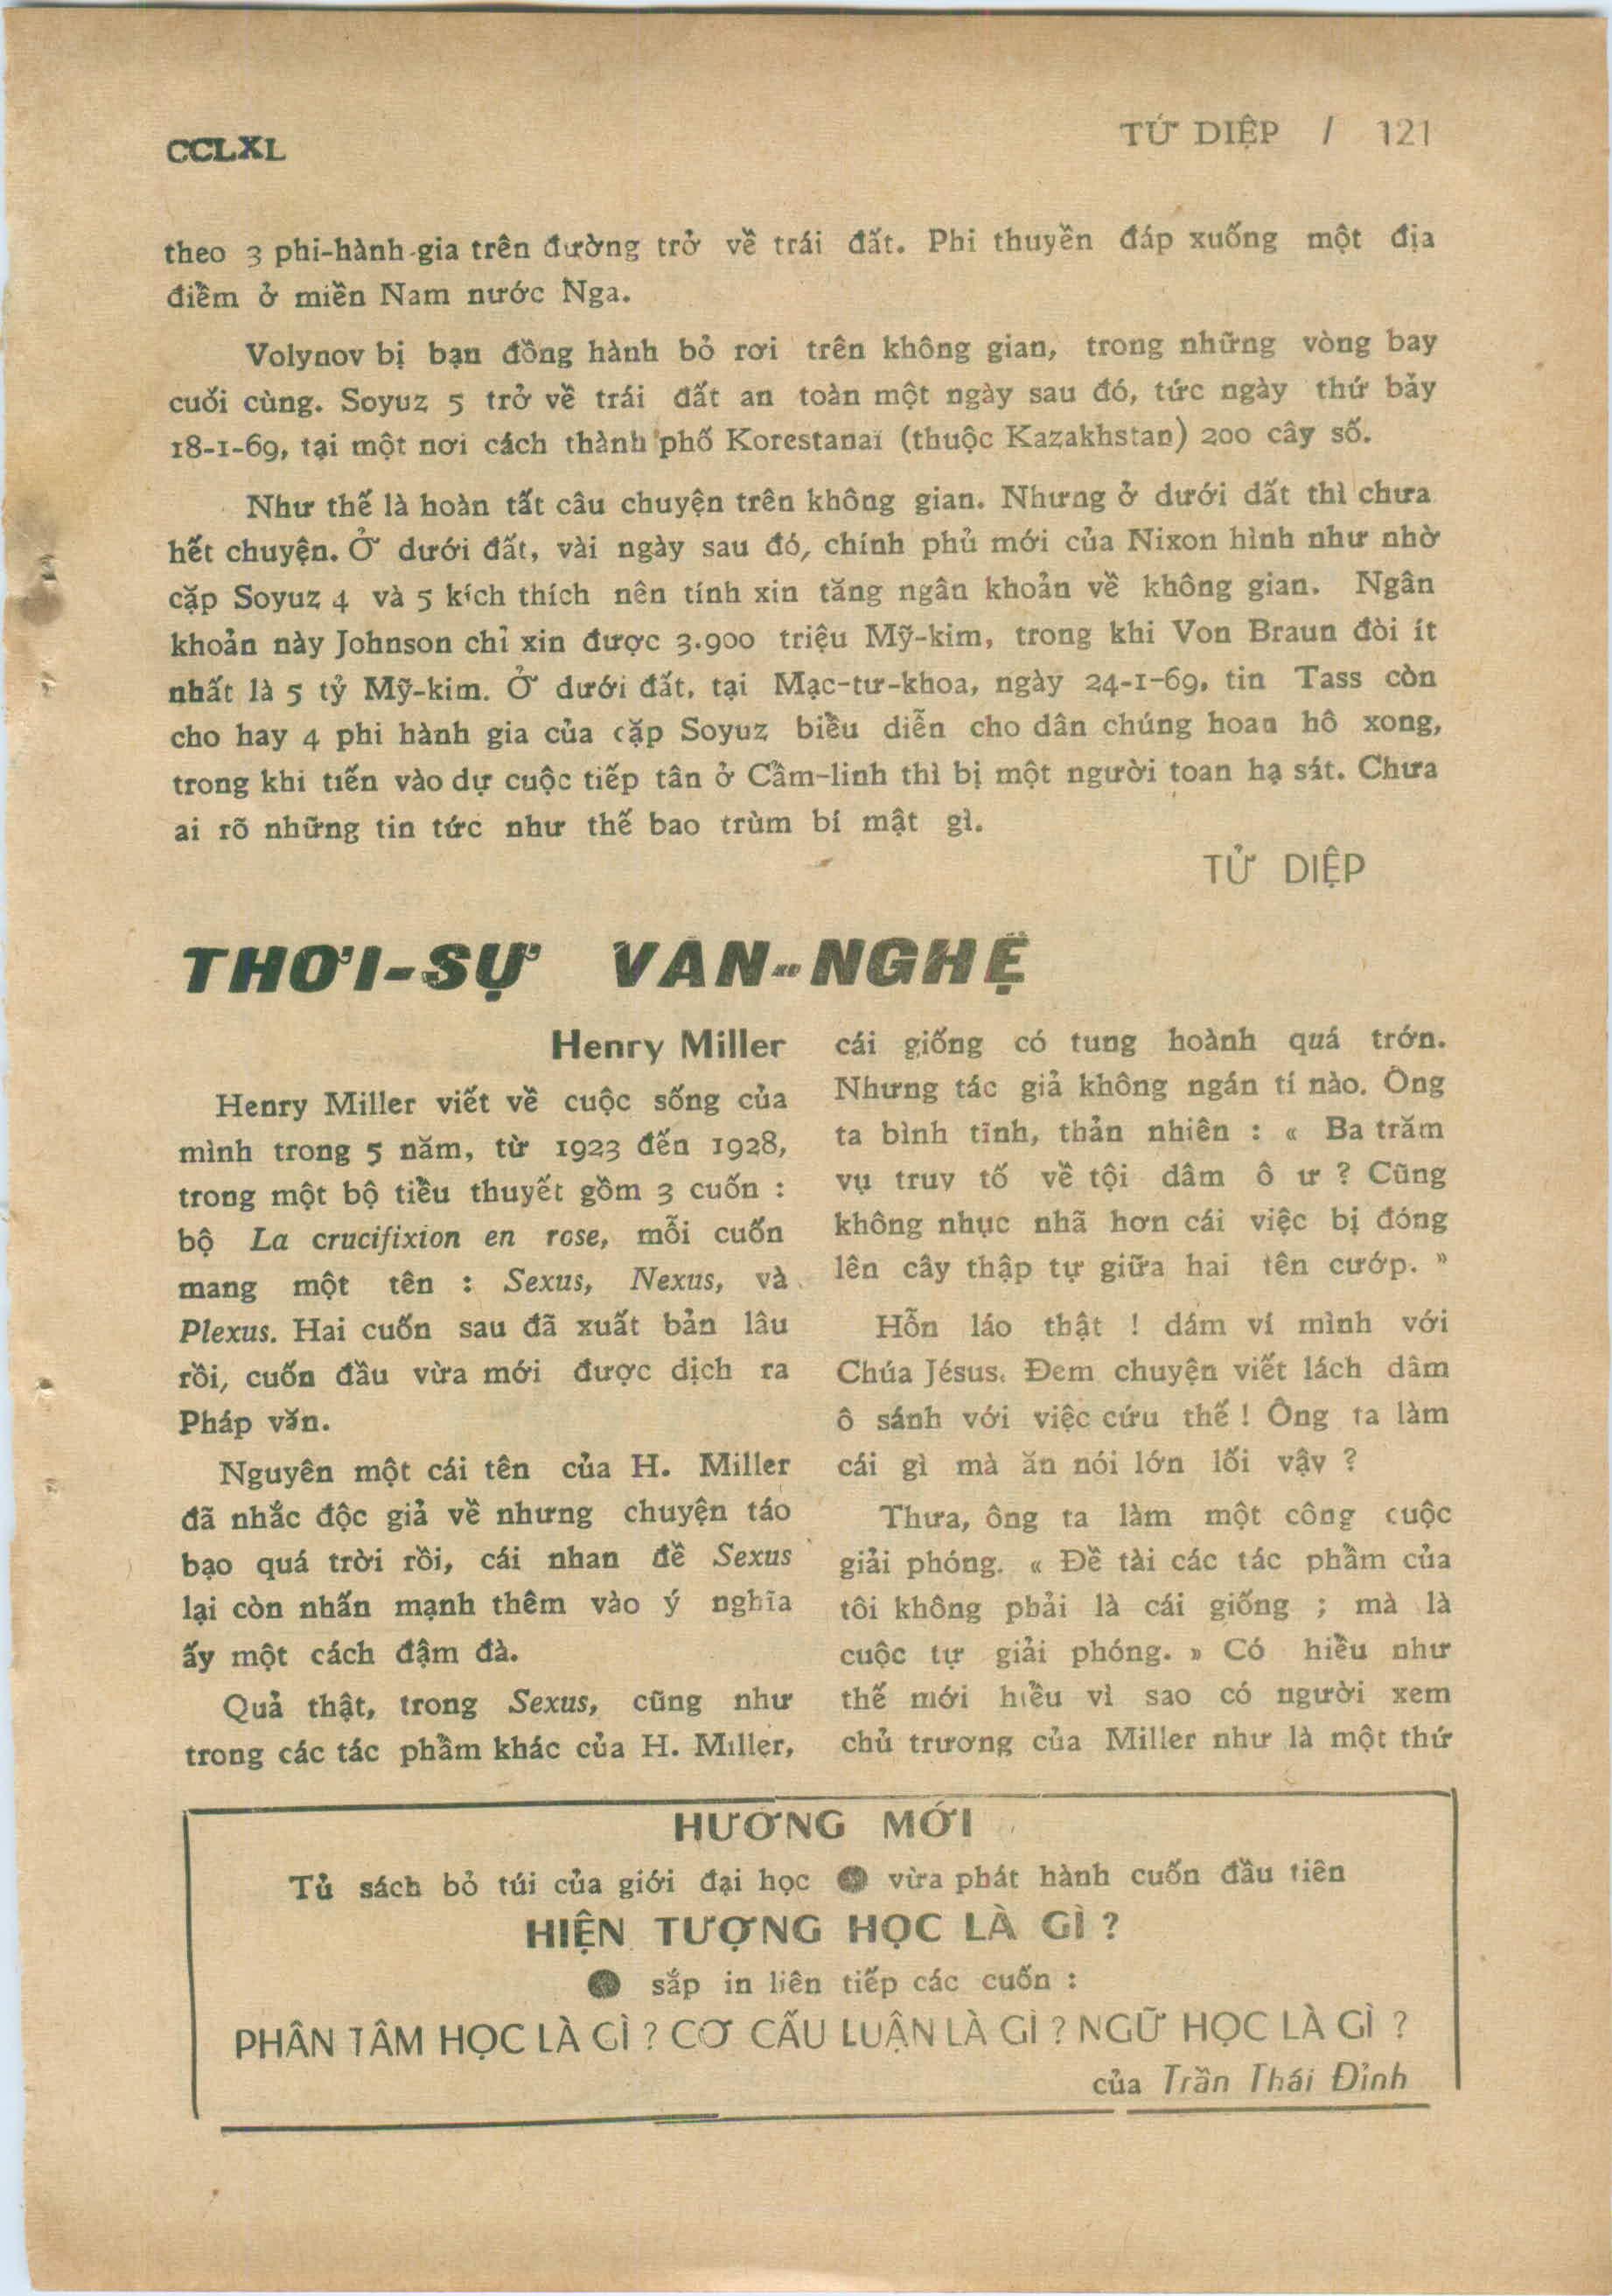 CCLXL
TỨ DIỆP / 121
theo 3 phi-hành-gia trên đường trở về trái đất. Phi thuyền đáp xuống một địa
điểm ở miền Nam nước Nga.
Volynov bị bạn đồng hành bỏ rơi trên không gian, trong những vòng bay
cuối cùng. Soyuz 5 trở về trái đất an toàn một ngày sau đó, tức ngày thứ bảy
18-1-69, tại một nơi cách thành phố Korestanaï (thuộc Kazakhstan) 200 cây số.
Như thế là hoàn tất câu chuyện trên không gian. Nhưng ở dưới dất thì chưa
hết chuyện. Ở dưới đất, vài ngày sau đó, chính phủ mới của Nixon hình như nhờ
cặp Soyuz 4 và 5 kích thích nên tính xin tăng ngân khoản về không gian. Ngân
khoản này Johnson chỉ xin được 3.900 triệu Mỹ-kim, trong khi Von Braun đòi ít
nhất là 5 tỷ Mỹ-kim. Ở dưới đất, tại Mạc-tư-khoa, ngày 24-1-69, tin Tass còn
cho hay 4 phi hành gia của cặp Soyuz biểu diễn cho dân chúng hoan hô xong,
trong khi tiến vào dự cuộc tiếp tân ở Cẩm-linh thì bị một người toan hạ sát. Chưa
ai rõ những tin tức như thế bao trùm bí mật gì.
TỬ DIỆP
THỜI-SỰ VĂN-NGHỆ
Henry Miller
Henry Miller viết về cuộc sống của
mình trong 5 năm, từ 1923 đến 1928,
trong một bộ tiểu thuyết gồm 3 cuốn :
bộ La crucifixion en rose, mỗi cuốn
mang một tên : Sexus, Nexus, và
Plexus. Hai cuốn sau đã xuất bản lâu
rồi, cuốn đầu vừa mới được dịch ra
Pháp văn.
Nguyên một cái tên của H. Miller
đã nhắc độc giả về nhưng chuyện táo
bạo quá trời rồi, cái nhan đề Sexus
lại còn nhấn mạnh thêm vào ý nghĩa
ấy một cách đậm đà.
Quả thật, trong Sexus, cũng như
trong các tác phẩm khác của H. Miller,
cái giống có tung hoành quá trớn.
Nhưng tác giả không ngán tí nào. Ông
ta bình tĩnh, thản nhiên : « Ba trăm
vụ truy tố về tội dâm ô ư ? Cũng
không nhục nhã hơn cái việc bị đóng
lên cây thập tự giữa hai tên cướp. »
Hỗn láo thật ! dám ví mình với
Chúa Jésus. Đem chuyện viết lách dâm
ô sánh với việc cứu thế ! Ông ta làm
cái gì mà ăn nói lớn lối vậy ?
Thưa, ông ta làm một công cuộc
giải phóng. « Đề tài các tác phẩm của
tôi không phải là cái giống ; mà là
cuộc tự giải phóng. » Có hiểu như
thế mới hiểu vì sao có người xem
chủ trương của Miller như là một thứ
HƯỚNG MỚI
Tủ sách bỏ túi của giới đại học ● vừa phát hành cuốn đầu tiên
HIỆN TƯỢNG HỌC LÀ GÌ ?
● sắp in liên tiếp các cuốn :
PHÂN TÂM HỌC LÀ GÌ ? CƠ CẤU LUẬN LÀ GÌ ? NGỮ HỌC LÀ GÌ ?
của Trần Thái Đỉnh